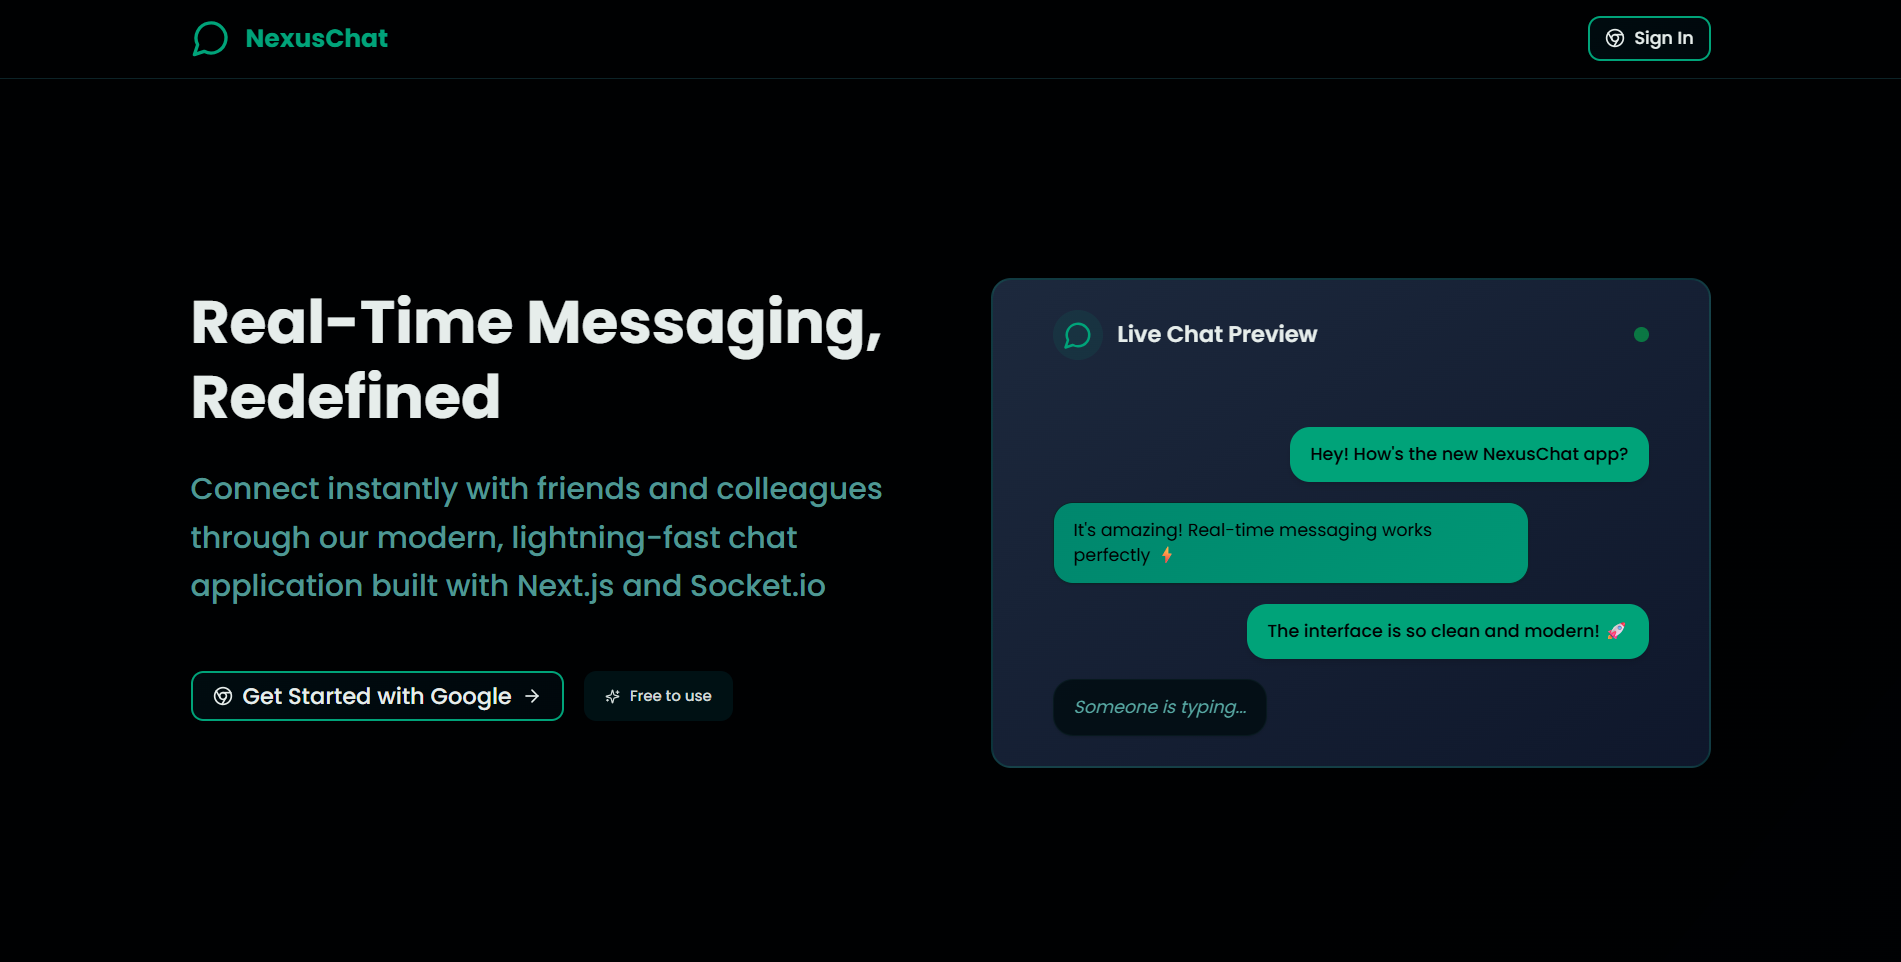 NexusChat
Sign In
Real-Time Messaging,
Redefined
Connect instantly with friends and colleagues
through our modern, lightning-fast chat
application built with Next.js and Socket.io
Get Started with Google →
Free to use
Live Chat Preview
Hey! How's the new NexusChat app?
It's amazing! Real-time messaging works
perfectly ⚡
The interface is so clean and modern! 🚀
Someone is typing...